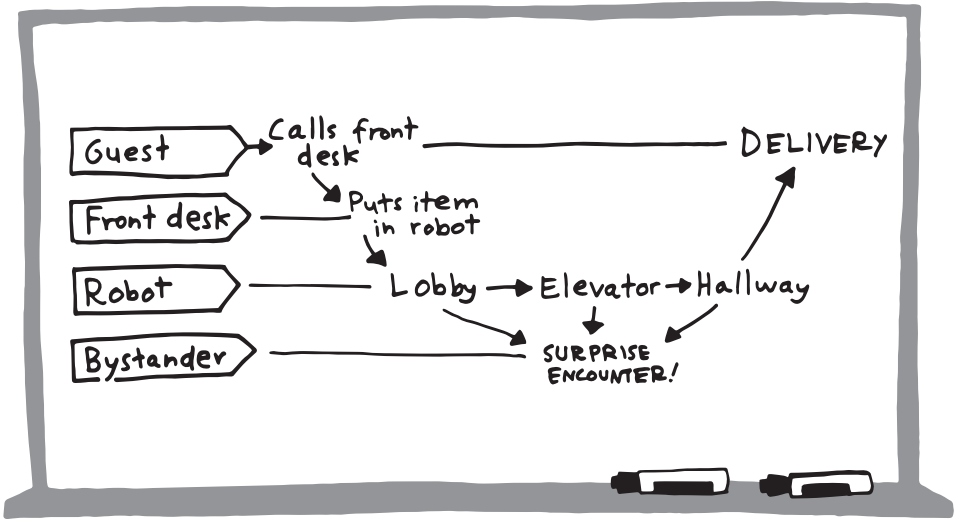 Guest
Calls front
desk
DELIVERY
Front desk
Puts item
in robot
Robot
Lobby
Elevator
Hallway
Bystander
SURPRISE
ENCOUNTER!